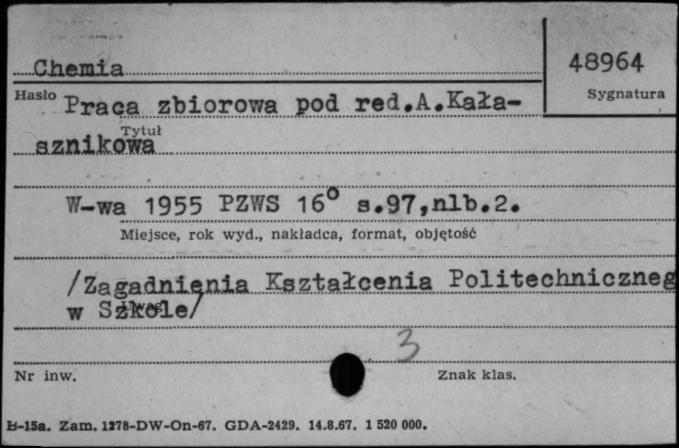 Chemia
48964
Hasło
Sygnatura
Praca zbiorowa pod red.A.Kała-
Tytuł
sznikowa
W-wa 1955 PZWS 16° s.97,nlb.2.
Miejsce, rok wyd., nakładca, format, objętość
/Zagadnienia Kształcenia Politechniczneg
Uwagi
w Szkole/
3
Nr inw.
Znak klas.
B-15a. Zam. 1278-DW-On-67. GDA-2429. 14.8.67. 1 520 000.